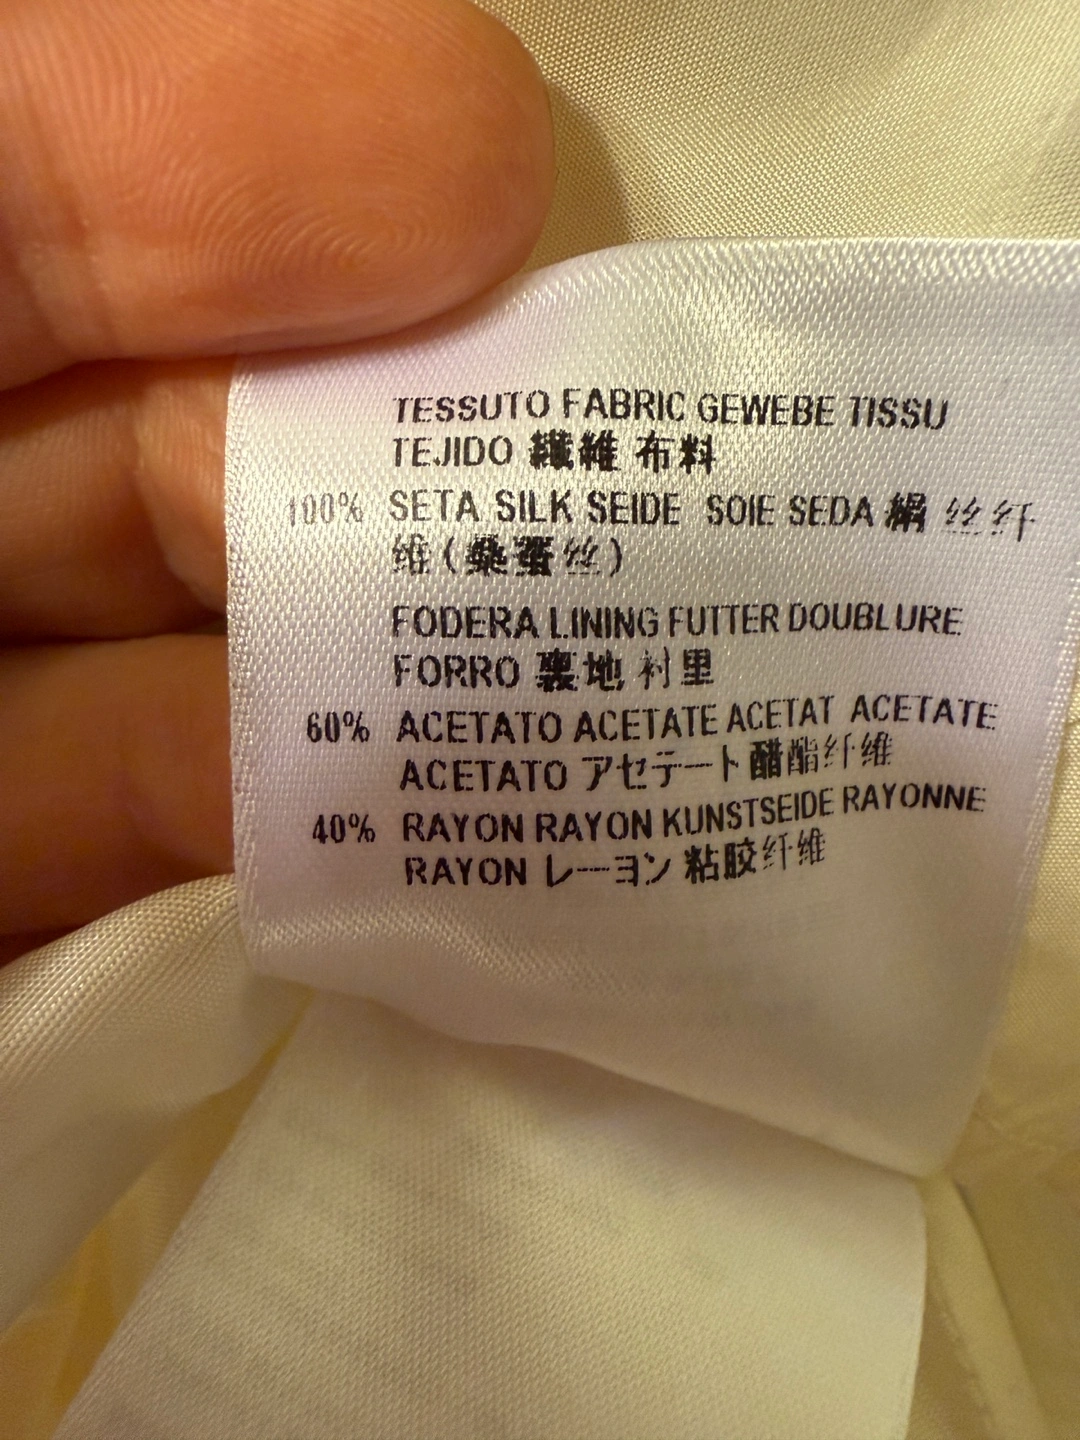 TESSUTO FABRIC GEWEBE TISSU
TEJIDO 繊維 布料
100% SETA SILK SEIDE SOIE SEDA 絹 丝纤
维(桑蚕丝)
FODERA LINING FUTTER DOUBLURE
FORRO 裏地 衬里
60% ACETATO ACETATE ACETAT ACETATE
ACETATO アセテート 醋酯纤维
40% RAYON RAYON KUNSTSEIDE RAYONNE
RAYON レーヨン 粘胶纤维